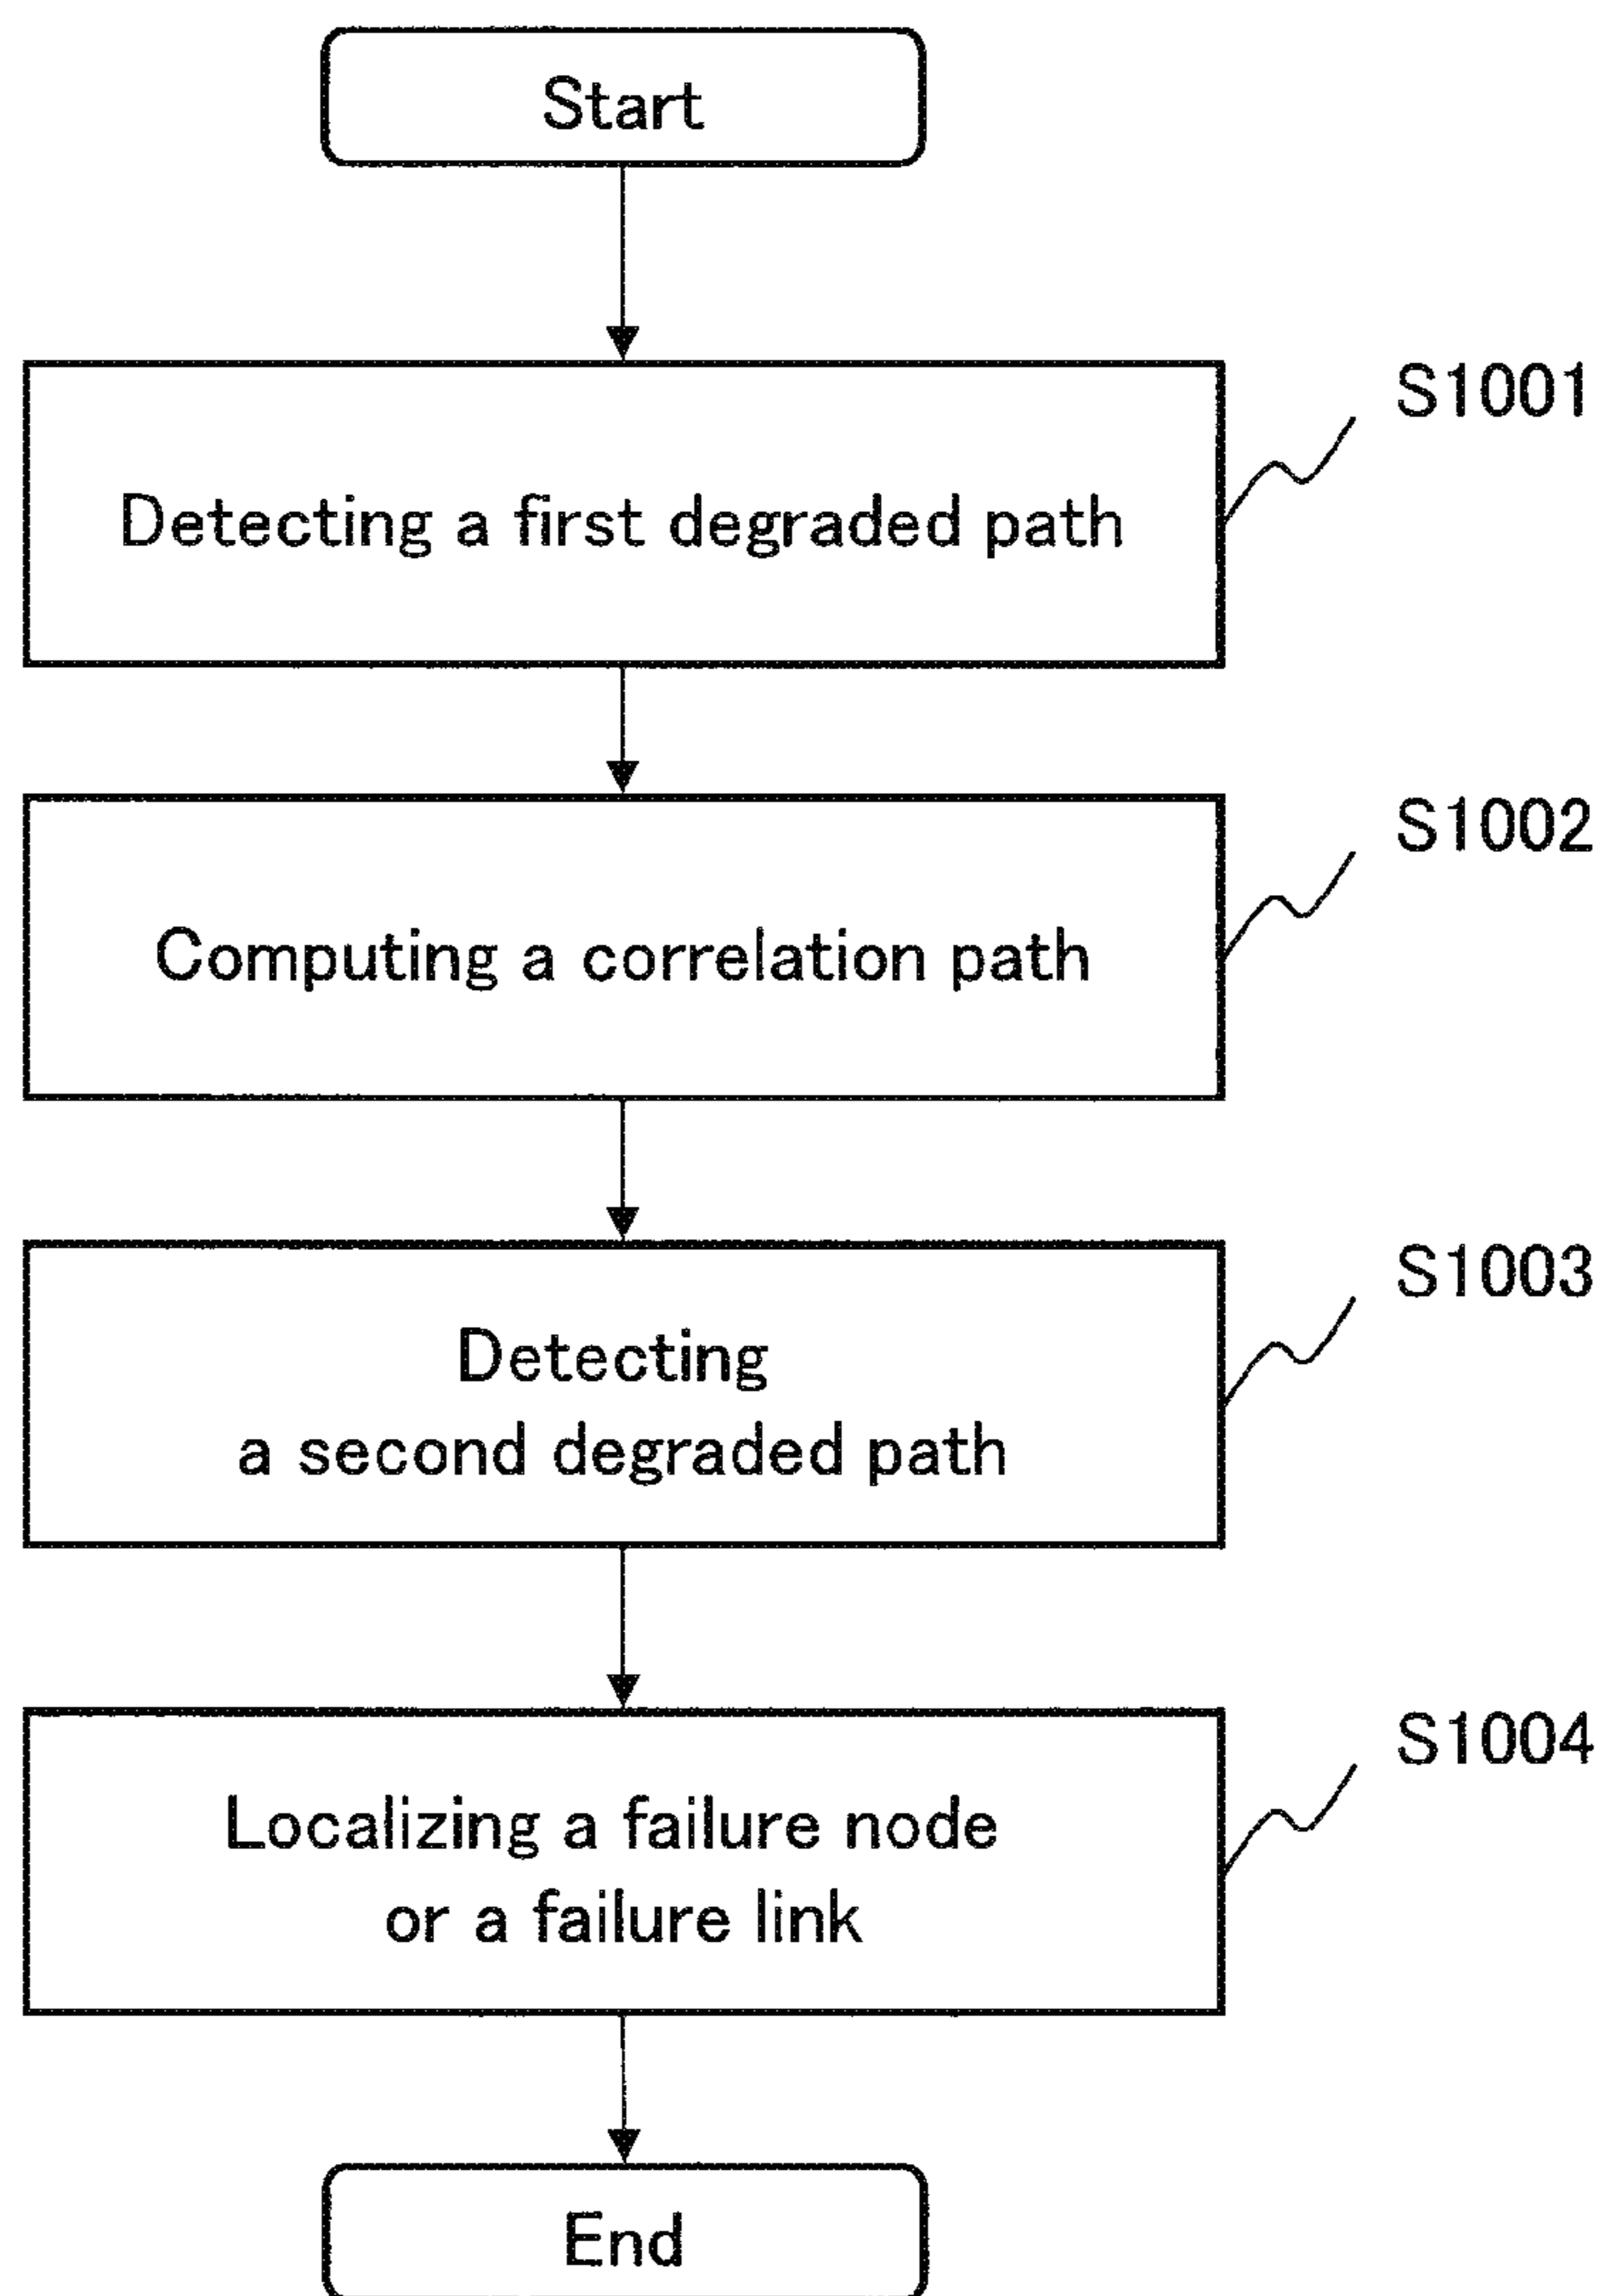 Start
S1001
Detecting a first degraded path
S1002
Computing a correlation path
S1003
Detecting
a second degraded path
S1004
Localizing a failure node
or a failure link
End